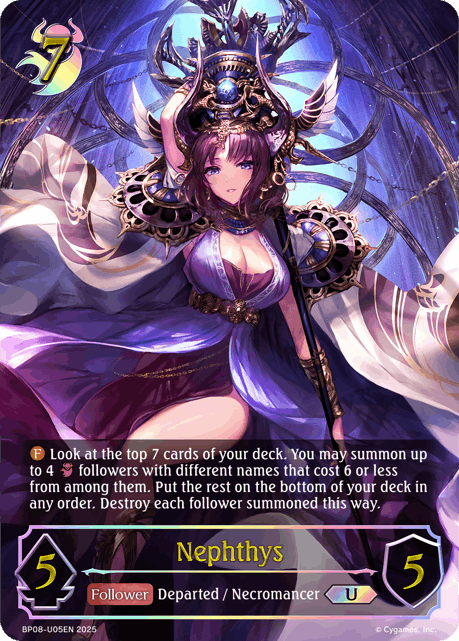 7
F Look at the top 7 cards of your deck. You may summon up
to 4 followers with different names that cost 6 or less
from among them. Put the rest on the bottom of your deck in
any order. Destroy each follower summoned this way.
Nephthys
5
5
Follower Departed / Necromancer U
BP08-U05EN 2025
© Cygames, Inc.